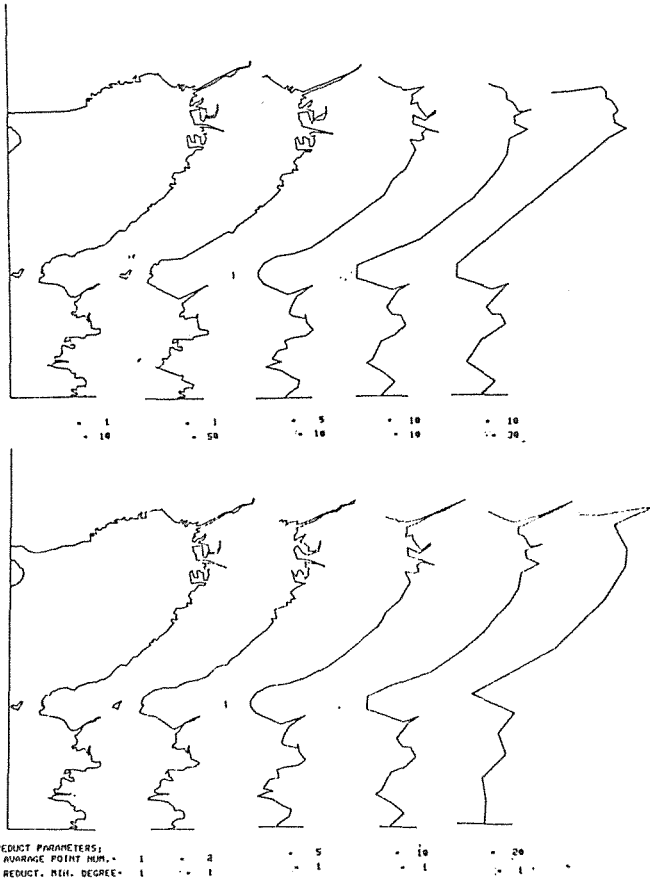 - 1 - 1 - 5 - 10 - 10
- 10 - 50 - 10 - 10 - 30
EDUCT PARAMETERS;
AVARAGE POINT NUM.- 1 - 2 - 5 - 10 - 20
REDUCT. MIN. DEGREE- 1 - 1 - 1 - 1 - 1